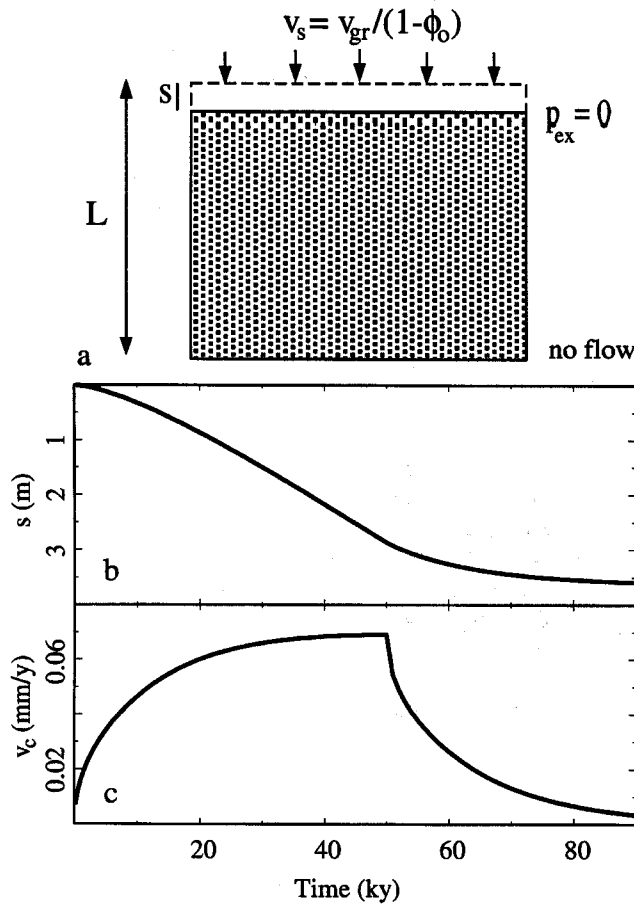 v_s = v_gr/(1-ϕ_o)
s
p_ex = 0
L
no flow
a
1
2
3
s (m)
b
0.06
0.02
v_c (mm/y)
c
20 40 60 80
Time (ky)